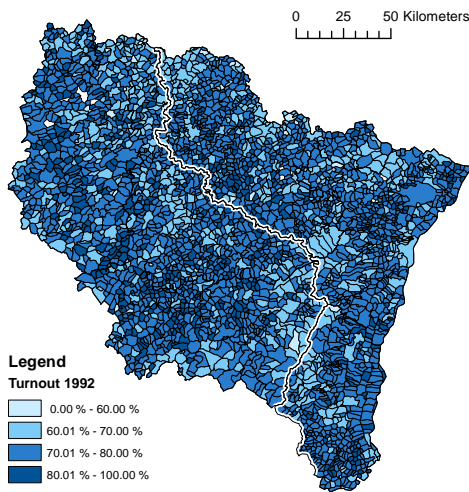 0 25 50 Kilometers
Legend
Turnout 1992
0.00 % - 60.00 %
60.01 % - 70.00 %
70.01 % - 80.00 %
80.01 % - 100.00 %